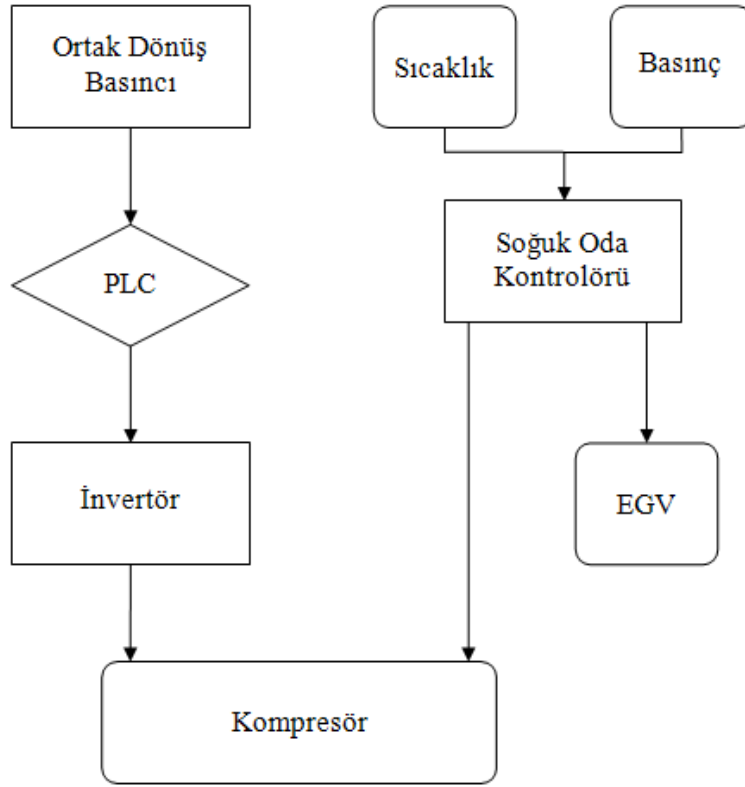 Ortak Dönüş
Basıncı
Sıcaklık
Basınç
PLC
Soğuk Oda
Kontrolörü
İnvertör
EGV
Kompresör